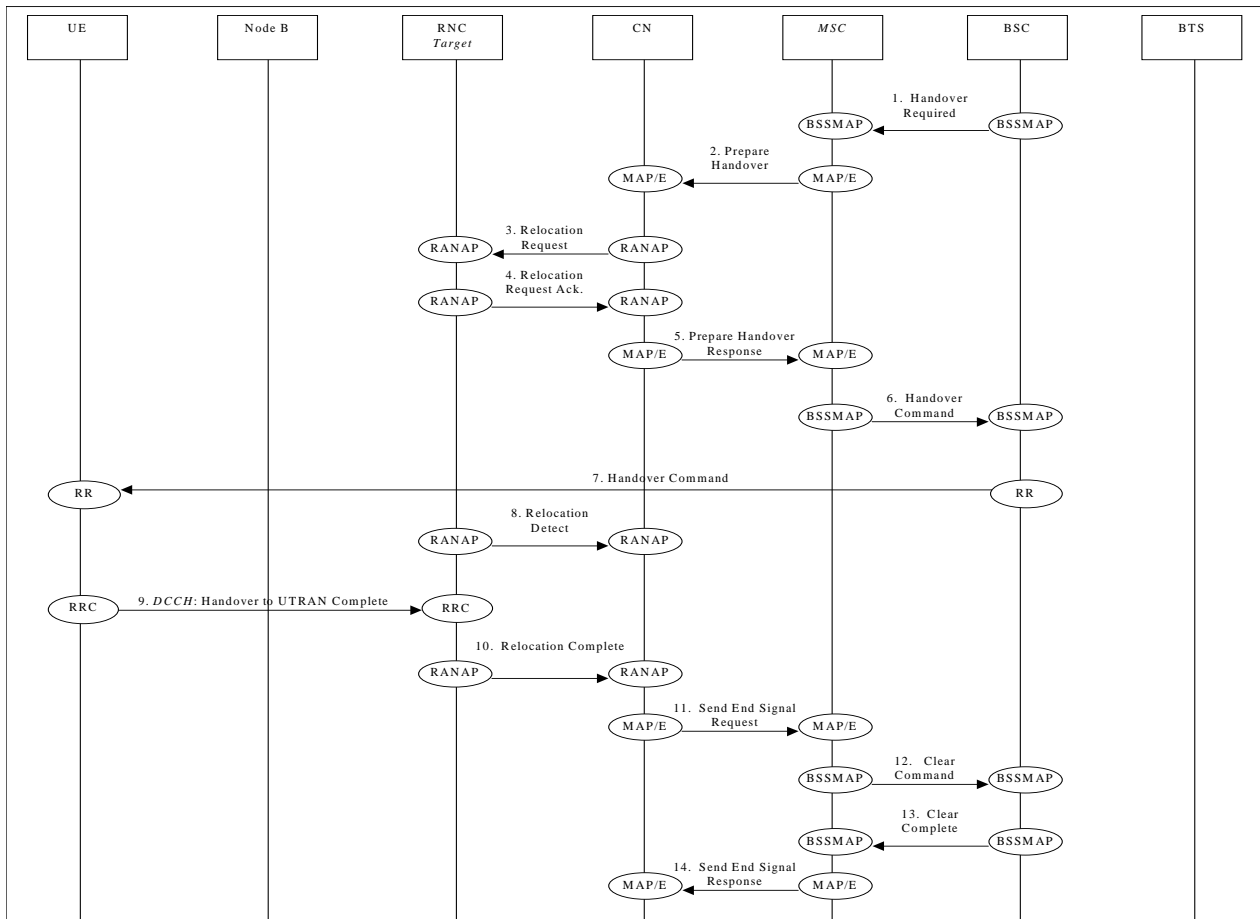 UE
Node B
RNC
Target
CN
MSC
BSC
BTS
1. Handover
Required
BSSMAP
BSSMAP
2. Prepare
Handover
MAP/E
MAP/E
3. Relocation
Request
RANAP
RANAP
4. Relocation
Request Ack.
RANAP
RANAP
5. Prepare Handover
Response
MAP/E
MAP/E
6. Handover
Command
BSSMAP
BSSMAP
7. Handover Command
RR
RR
8. Relocation
Detect
RANAP
RANAP
9. DCCH: Handover to UTRAN Complete
RRC
RRC
10. Relocation Complete
RANAP
RANAP
11. Send End Signal
Request
MAP/E
MAP/E
12. Clear
Command
BSSMAP
BSSMAP
13. Clear
Complete
BSSMAP
BSSMAP
14. Send End Signal
Response
MAP/E
MAP/E